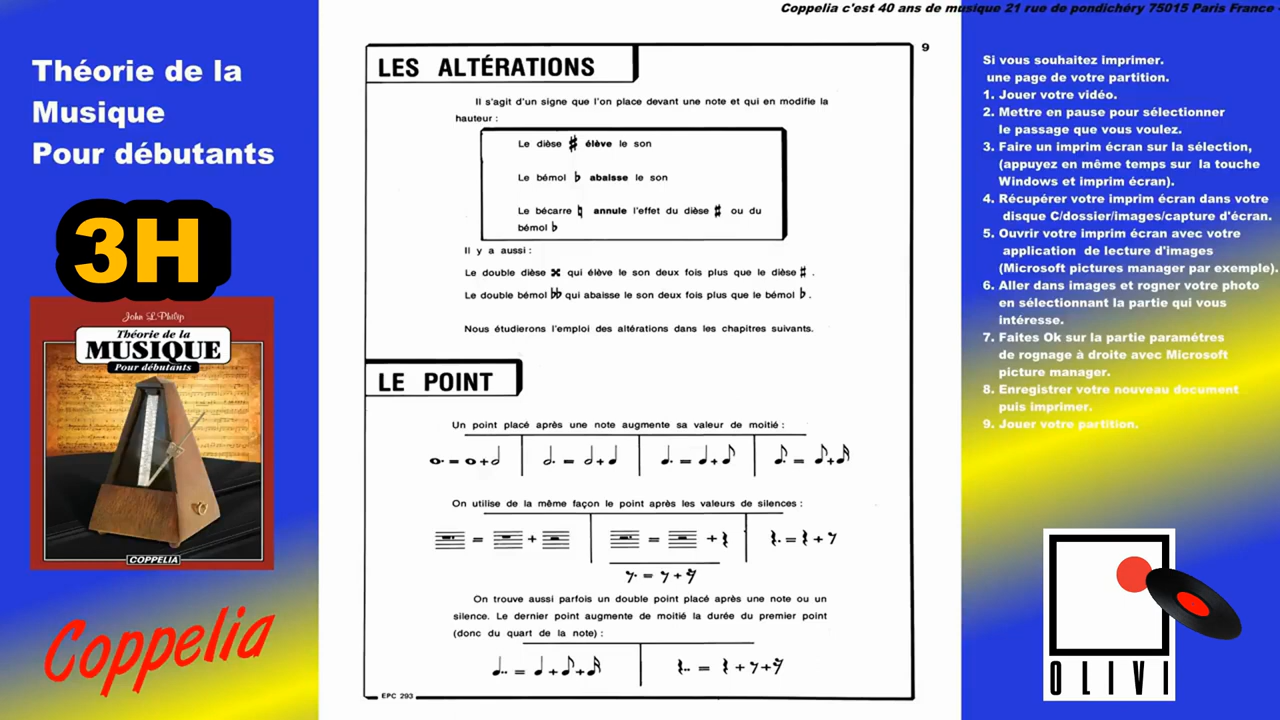 Coppelia c'est 40 ans de musique 21 rue de pondichéry 75015 Paris France -
Théorie de la
Musique
Pour débutants
3H
John L. Philip
Théorie de la
MUSIQUE
Pour débutants
COPPELIA
Coppelia
9
LES ALTÉRATIONS
Il s'agit d'un signe que l'on place devant une note et qui en modifie la
hauteur :
Le dièse ♯ élève le son
Le bémol ♭ abaisse le son
Le bécarre ♮ annule l'effet du dièse ♯ ou du
bémol ♭
Il y a aussi :
Le double dièse 𝄪 qui élève le son deux fois plus que le dièse ♯ .
Le double bémol ♭♭ qui abaisse le son deux fois plus que le bémol ♭ .
Nous étudierons l'emploi des altérations dans les chapitres suivants.
LE POINT
Un point placé après une note augmente sa valeur de moitié :
On utilise de la même façon le point après les valeurs de silences :
On trouve aussi parfois un double point placé après une note ou un
silence. Le dernier point augmente de moitié la durée du premier point
(donc du quart de la note) :
EPC 293
Si vous souhaitez imprimer.
une page de votre partition.
1. Jouer votre vidéo.
2. Mettre en pause pour sélectionner
le passage que vous voulez.
3. Faire un imprim écran sur la sélection,
(appuyez en même temps sur la touche
Windows et imprim écran).
4. Récupérer votre imprim écran dans votre
disque C/dossier/images/capture d'écran.
5. Ouvrir votre imprim écran avec votre
application de lecture d'images
(Microsoft pictures manager par exemple).
6. Aller dans images et rogner votre photo
en sélectionnant la partie qui vous
intéresse.
7. Faites Ok sur la partie paramétres
de rognage à droite avec Microsoft
picture manager.
8. Enregistrer votre nouveau document
puis imprimer.
9. Jouer votre partition.
OLIVI